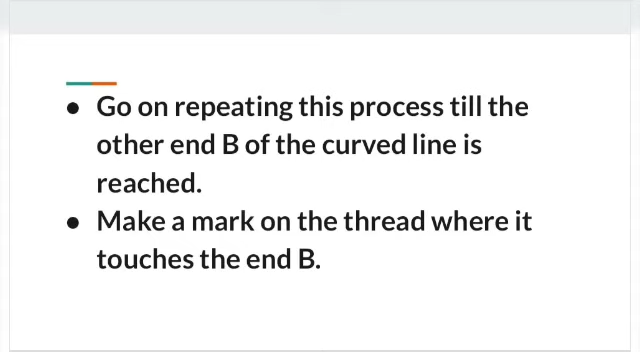 ● Go on repeating this process till the
other end B of the curved line is
reached.
● Make a mark on the thread where it
touches the end B.